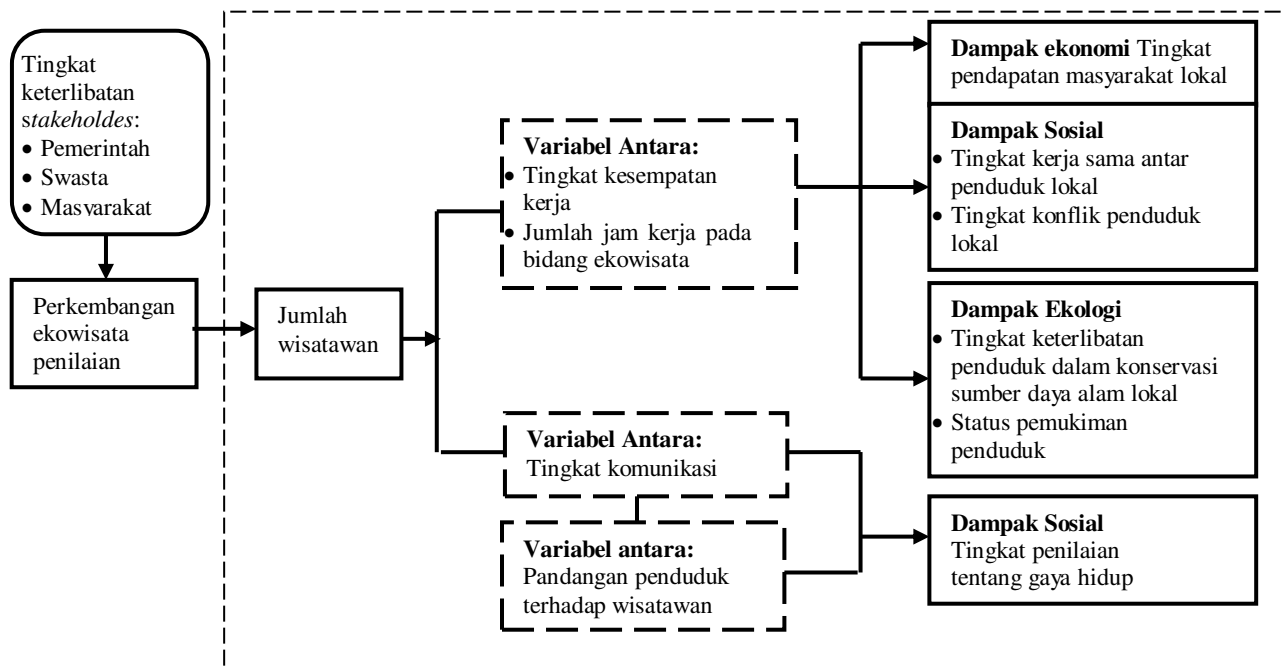 Tingkat
keterlibatan
stakeholdes:
• Pemerintah
• Swasta
• Masyarakat
Perkembangan
ekowisata
penilaian
Jumlah
wisatawan
Variabel Antara:
• Tingkat kesempatan
kerja
• Jumlah jam kerja pada
bidang ekowisata
Variabel Antara:
Tingkat komunikasi
Variabel antara:
Pandangan penduduk
terhadap wisatawan
Dampak ekonomi Tingkat
pendapatan masyarakat lokal
Dampak Sosial
• Tingkat kerja sama antar
penduduk lokal
• Tingkat konflik penduduk
lokal
Dampak Ekologi
• Tingkat keterlibatan
penduduk dalam konservasi
sumber daya alam lokal
• Status pemukiman
penduduk
Dampak Sosial
Tingkat penilaian
tentang gaya hidup